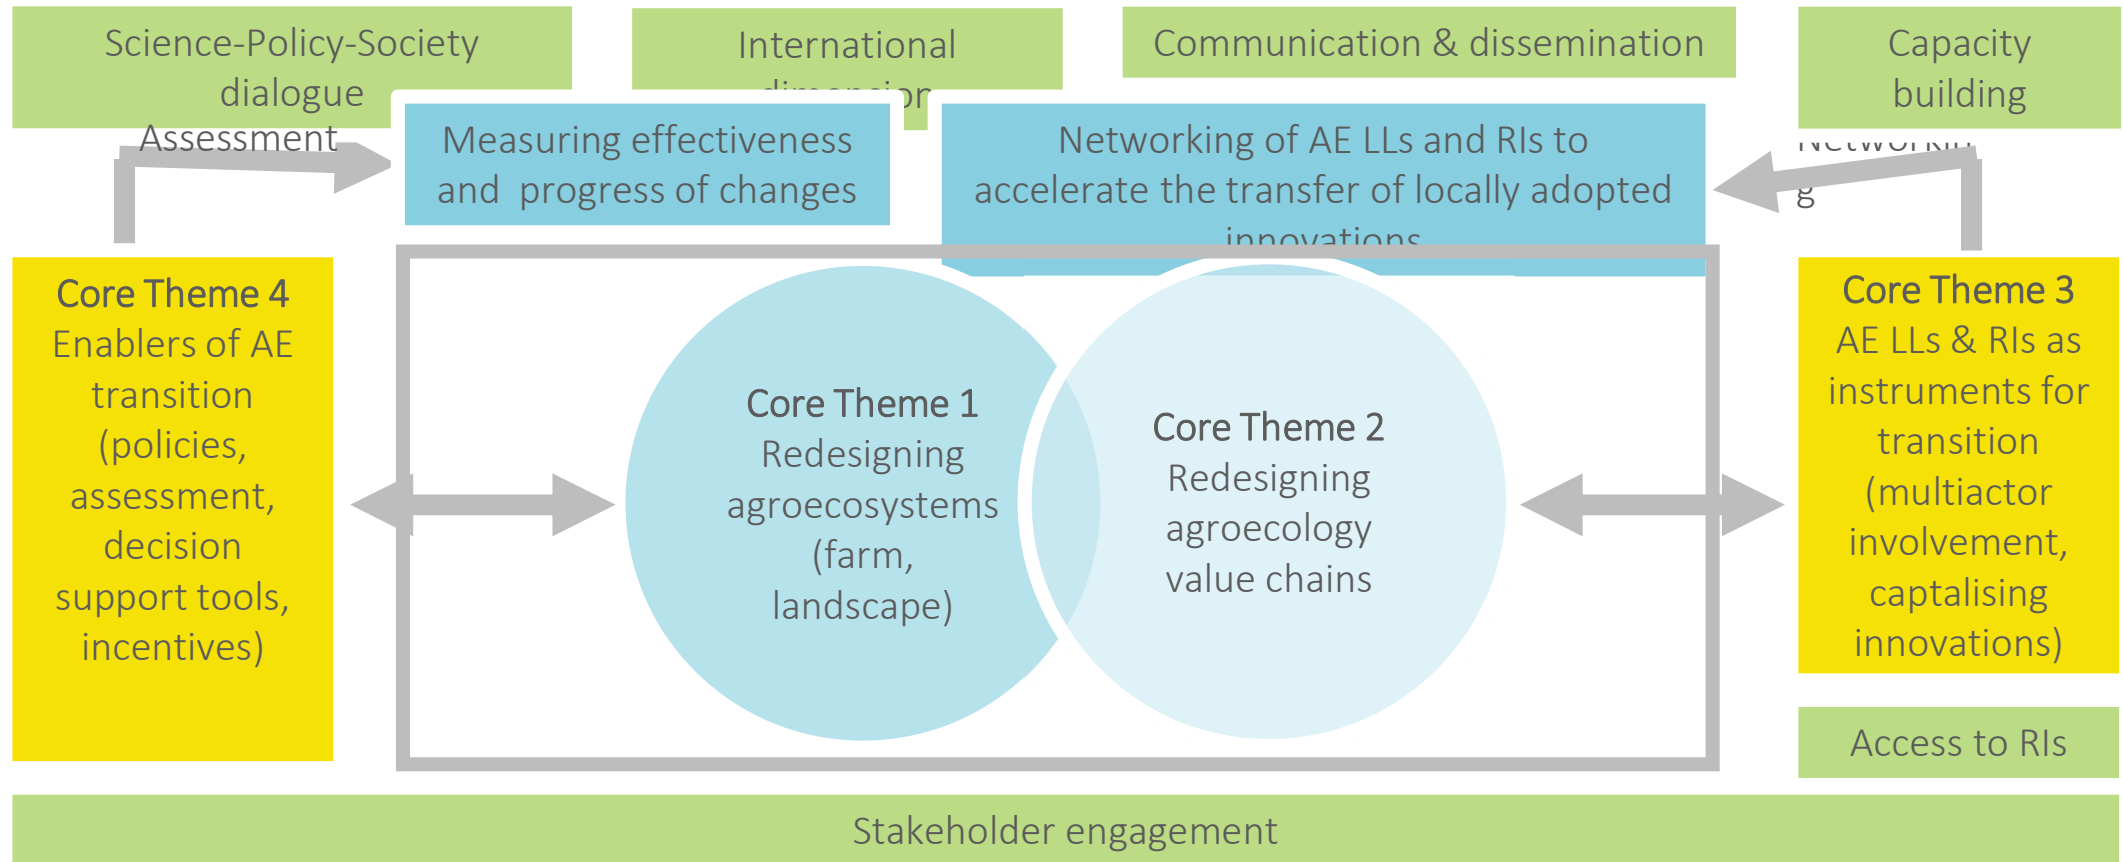 Science-Policy-Society
dialogue
International
dimension
Communication & dissemination
Capacity
building
Assessment
Measuring effectiveness
and progress of changes
Networking of AE LLs and RIs to
accelerate the transfer of locally adopted
innovations
Networkin
g
Core Theme 4
Enablers of AE
transition
(policies,
assessment,
decision
support tools,
incentives)
Core Theme 1
Redesigning
agroecosystems
(farm,
landscape)
Core Theme 2
Redesigning
agroecology
value chains
Core Theme 3
AE LLs & RIs as
instruments for
transition
(multiactor
involvement,
captalising
innovations)
Access to RIs
Stakeholder engagement